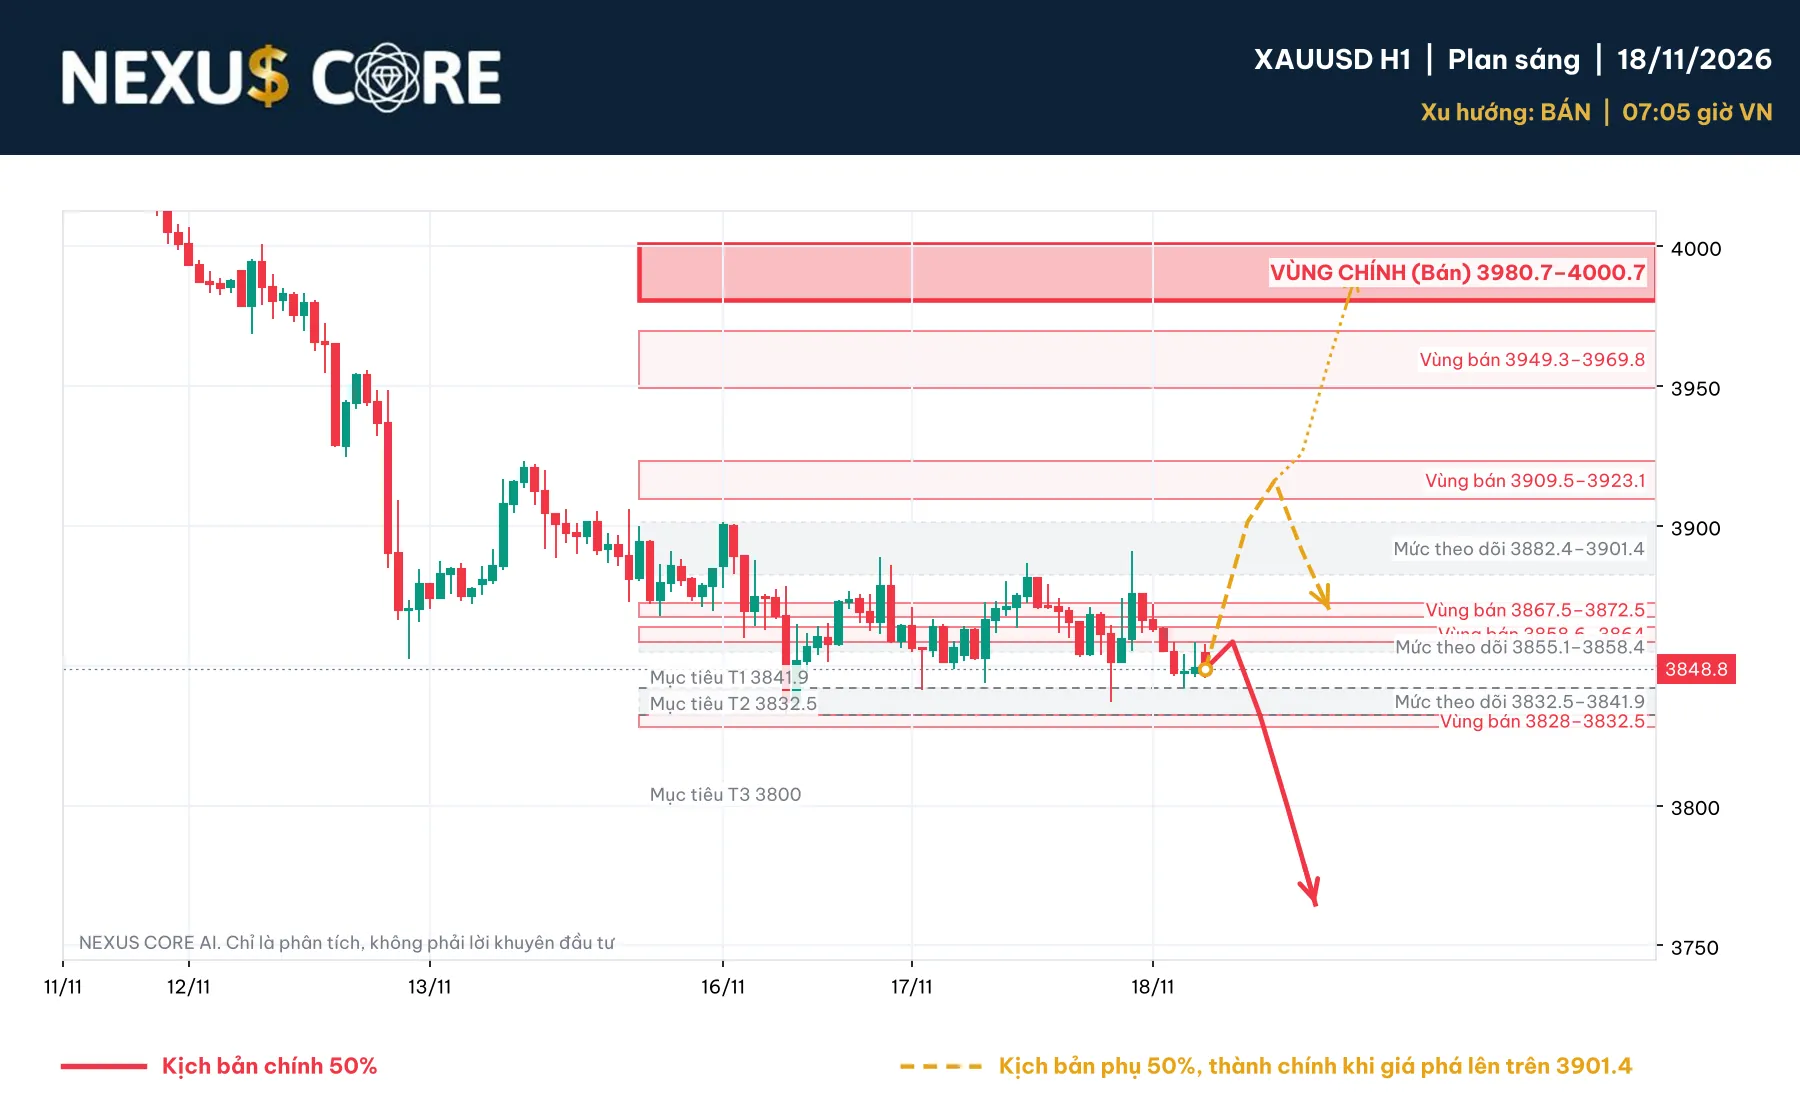 NEXU$ CORE
XAUUSD H1 | Plan sáng | 18/11/2026
Xu hướng: BÁN | 07:05 giờ VN
4000
VÙNG CHÍNH (Bán) 3980.7–4000.7
Vùng bán 3949.3–3969.8
3950
Vùng bán 3909.5–3923.1
3900
Mức theo dõi 3882.4–3901.4
Vùng bán 3867.5–3872.5
Vùng bán 3858.6–3864
Mức theo dõi 3855.1–3858.4
3848.8
Mục tiêu T1 3841.9
Mục tiêu T2 3832.5
Mức theo dõi 3832.5–3841.9
Vùng bán 3828–3832.5
Mục tiêu T3 3800
3800
NEXUS CORE AI. Chỉ là phân tích, không phải lời khuyên đầu tư
3750
11/11 12/11 13/11 16/11 17/11 18/11
Kịch bản chính 50%
Kịch bản phụ 50%, thành chính khi giá phá lên trên 3901.4